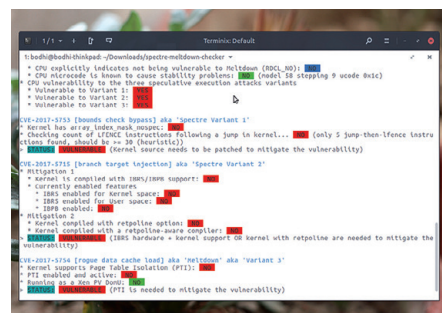 1/1
Terminix: Default
1: bodhi@bodhi-thinkpad: ~/Downloads/spectre-meltdown-checker
* CPU explicitly indicates not being vulnerable to Meltdown (RDCL_NO): NO
* CPU microcode is known to cause stability problems: NO (model 58 stepping 9 ucode 0x1c)
* CPU vulnerability to the three speculative execution attacks variants
* Vulnerable to Variant 1: YES
* Vulnerable to Variant 2: YES
* Vulnerable to Variant 3: YES
CVE-2017-5753 [bounds check bypass] aka 'Spectre Variant 1'
* Kernel has array_index_mask_nospec: NO
* Checking count of LFENCE instructions following a jump in kernel... NO (only 5 jump-then-lfence instru
ctions found, should be >= 30 (heuristic))
> STATUS: VULNERABLE (Kernel source needs to be patched to mitigate the vulnerability)
CVE-2017-5715 [branch target injection] aka 'Spectre Variant 2'
* Mitigation 1
* Kernel is compiled with IBRS/IBPB support: NO
* Currently enabled features
* IBRS enabled for Kernel space: NO
* IBRS enabled for User space: NO
* IBPB enabled: NO
* Mitigation 2
* Kernel compiled with retpoline option: NO
* Kernel compiled with a retpoline-aware compiler: NO
> STATUS: VULNERABLE (IBRS hardware + kernel support OR kernel with retpoline are needed to mitigate the
vulnerability)
CVE-2017-5754 [rogue data cache load] aka 'Meltdown' aka 'Variant 3'
* Kernel supports Page Table Isolation (PTI): NO
* PTI enabled and active: NO
* Running as a Xen PV DomU: NO
> STATUS: VULNERABLE (PTI is needed to mitigate the vulnerability)